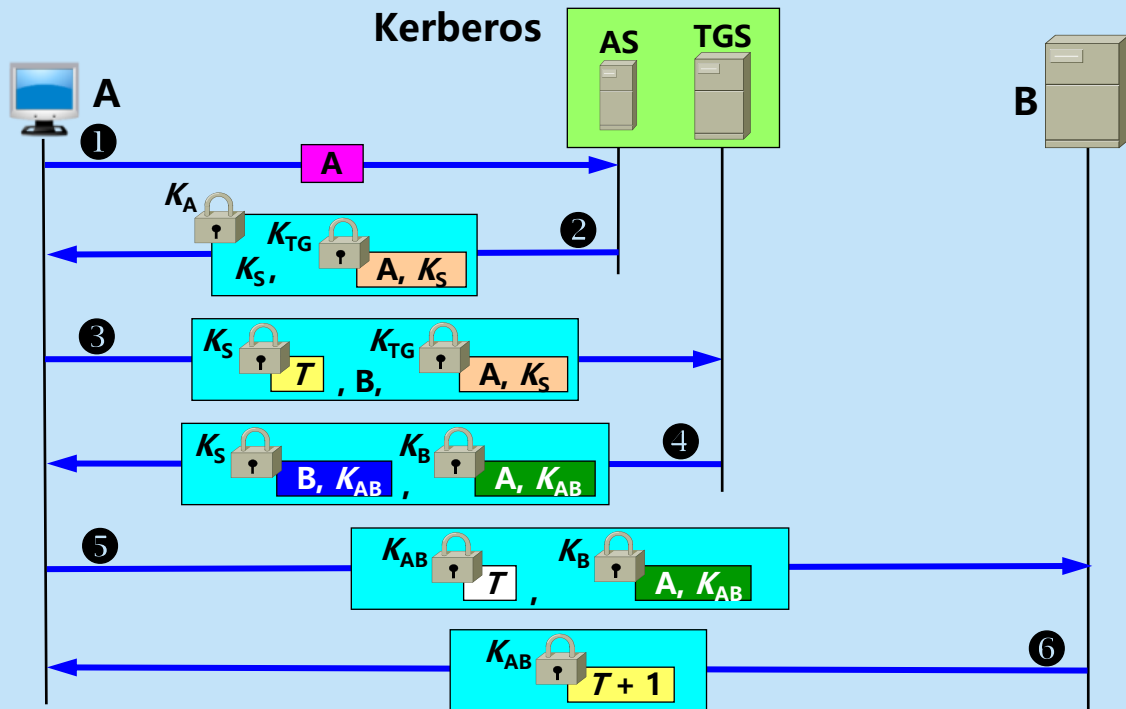 Kerberos
AS TGS
A
B
❶
A
K_A
❷
K_TG
K_S, A, K_S
❸
K_S K_TG
T , B, A, K_S
❹
K_S K_B
B, K_AB , A, K_AB
❺
K_AB K_B
T , A, K_AB
❻
K_AB
T + 1